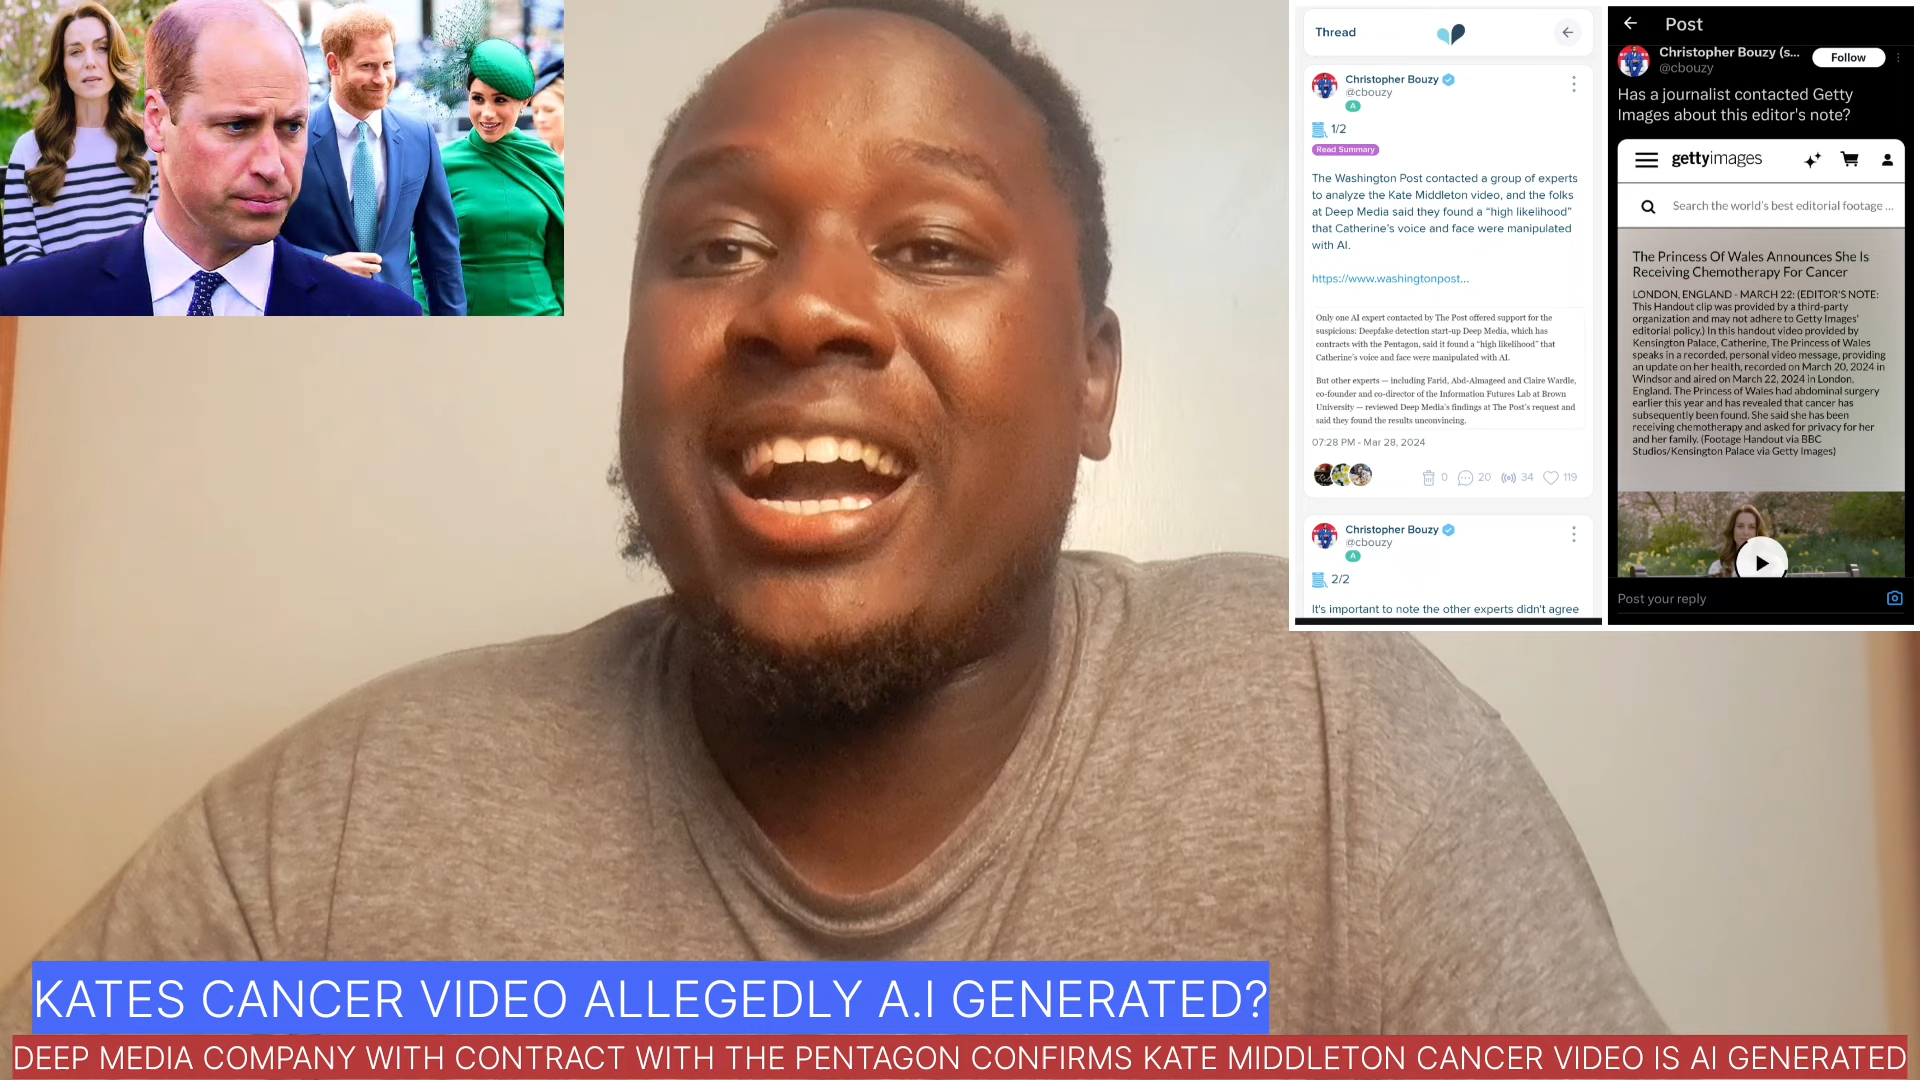 Thread
Christopher Bouzy
@cbouzy
A
1/2
Read Summary
The Washington Post contacted a group of experts
to analyze the Kate Middleton video, and the folks
at Deep Media said they found a “high likelihood”
that Catherine's voice and face were manipulated
with AI.
https://www.washingtonpost...
Only one AI expert contacted by The Post offered support for the
suspicions: Deepfake detection start-up Deep Media, which has
contracts with the Pentagon, said it found a “high likelihood” that
Catherine's voice and face were manipulated with AI.
But other experts — including Farid, Abd-Almageed and Claire Wardle,
co-founder and co-director of the Information Futures Lab at Brown
University — reviewed Deep Media's findings at The Post's request and
said they found the results unconvincing.
07:28 PM - Mar 28, 2024
0 20 34 119
Christopher Bouzy
@cbouzy
A
2/2
It's important to note the other experts didn't agree
Post
Christopher Bouzy (s...
Follow
@cbouzy
Has a journalist contacted Getty
Images about this editor's note?
gettyimages
Search the world's best editorial footage ...
The Princess Of Wales Announces She Is
Receiving Chemotherapy For Cancer
LONDON, ENGLAND - MARCH 22: (EDITOR'S NOTE:
This Handout clip was provided by a third-party
organization and may not adhere to Getty Images'
editorial policy.) In this handout video provided by
Kensington Palace, Catherine, The Princess of Wales
speaks in a recorded, personal video message, providing
an update on her health, recorded on March 20, 2024 in
Windsor and aired on March 22, 2024 in London,
England. The Princess of Wales had abdominal surgery
earlier this year and has revealed that cancer has
subsequently been found. She said she has been
receiving chemotherapy and asked for privacy for her
and her family. (Footage Handout via BBC
Studios/Kensington Palace via Getty Images)
Post your reply
KATES CANCER VIDEO ALLEGEDLY A.I GENERATED?
DEEP MEDIA COMPANY WITH CONTRACT WITH THE PENTAGON CONFIRMS KATE MIDDLETON CANCER VIDEO IS AI GENERATED